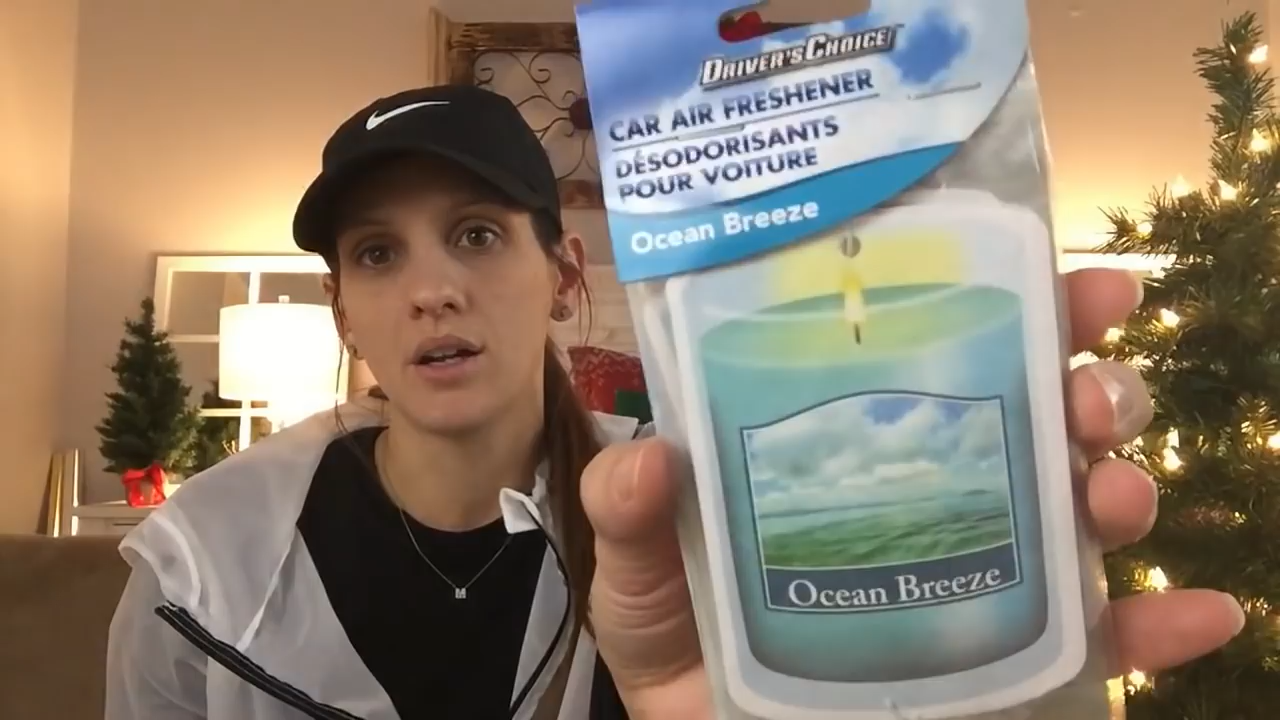 DRIVER'S CHOICE
CAR AIR FRESHENER
DÉSODORISANTS
POUR VOITURE
Ocean Breeze
Ocean Breeze
M